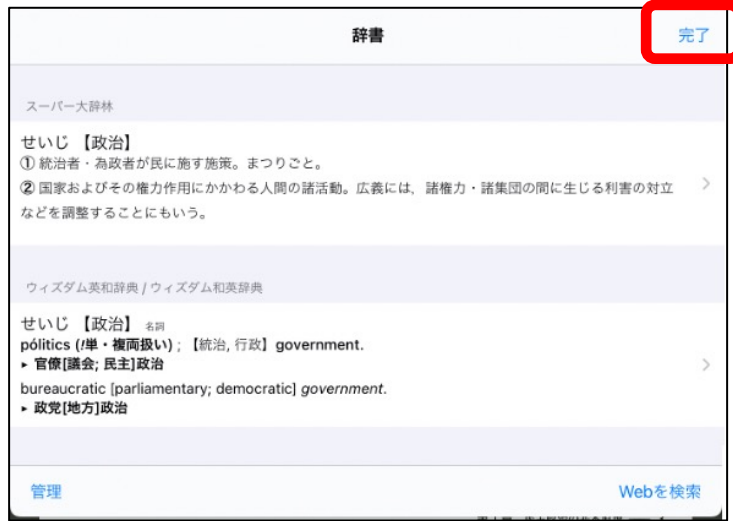 辞書
完了
スーパー大辞林
せいじ 【政治】
① 統治者・為政者が民に施す施策。まつりごと。
② 国家およびその権力作用にかかわる人間の諸活動。広義には，諸権力・諸集団の間に生じる利害の対立
などを調整することにもいう。
ウィズダム英和辞典 / ウィズダム和英辞典
せいじ 【政治】 名詞
pólitics (!単・複両扱い) ; 【統治, 行政】government.
▸ 官僚[議会; 民主]政治
bureaucratic [parliamentary; democratic] government.
▸ 政党[地方]政治
管理
Webを検索